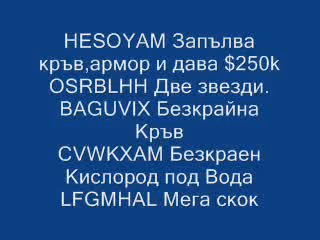 HESOYAM Запълва
кръв,армор и дава $250k
OSRBLHH Две звезди.
BAGUVIX Безкрайна
Кръв
CVWKXAM Безкраен
Кислород под Вода
LFGMHAL Мега скок